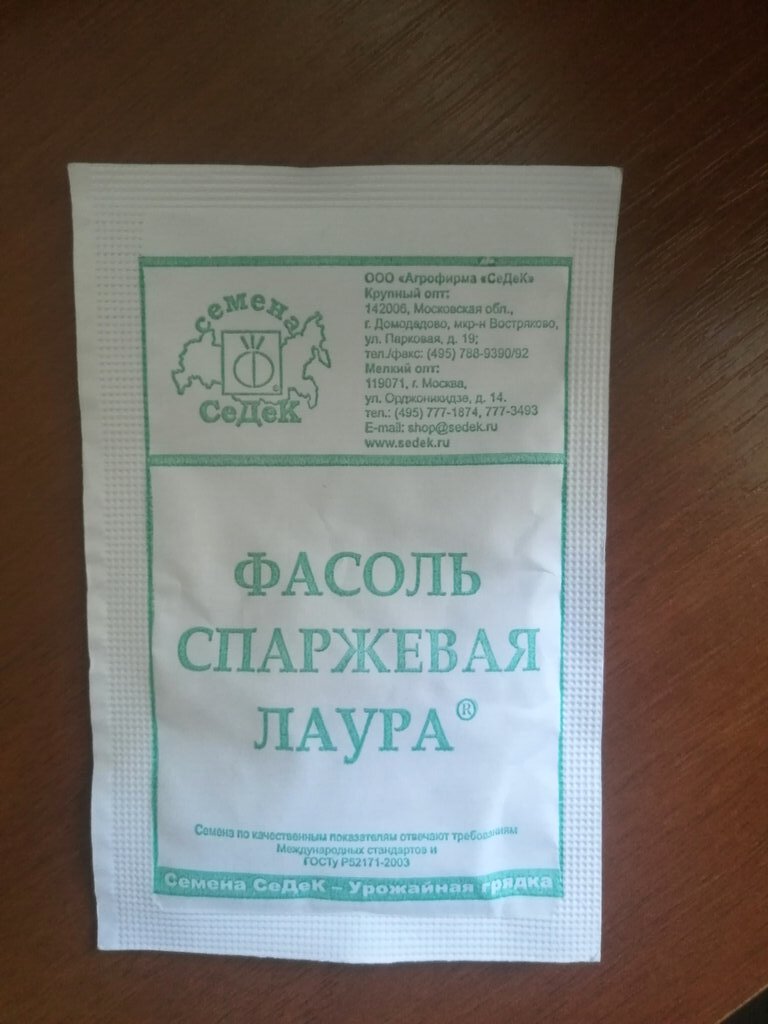 семена
СеДеК
ООО «Агрофирма «СеДеК»
Крупный опт:
142006, Московская обл.,
г. Домодадово, мкр-н Востряково,
ул. Парковая, д. 19;
тел./факс: (495) 788-9390/92
Мелкий опт:
119071, г. Москва,
ул. Орджоникидзе, д. 14.
тел.: (495) 777-1874, 777-3493
E-mail: shop@sedek.ru
www.sedek.ru
ФАСОЛЬ
СПАРЖЕВАЯ
ЛАУРА®
Семена по качественным показателям отвечают требованиям
Международных стандартов и
ГОСТу Р52171-2003
Семена СеДеК – Урожайная грядка